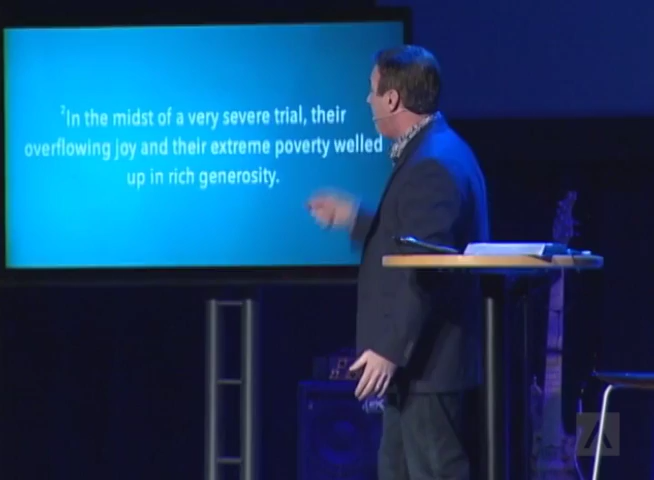 ²In the midst of a very severe trial, their
overflowing joy and their extreme poverty welled
up in rich generosity.